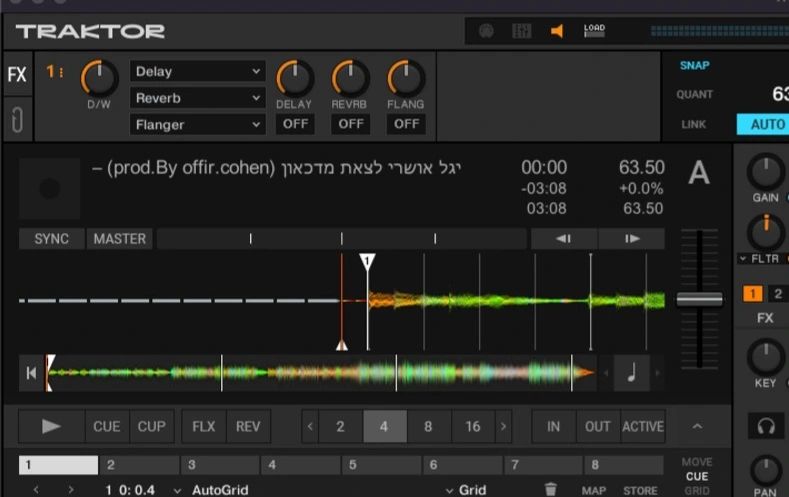 TRAKTOR
LOAD
FX
1
D/W
Delay
Reverb
Flanger
DELAY
REVRB
FLANG
OFF
OFF
OFF
SNAP
QUANT
63
LINK
AUTO
יגל אושרי לצאת מדכאון (prod.By offir.cohen) –
00:00
63.50
-03:08
+0.0%
03:08
63.50
A
SYNC
MASTER
GAIN
FLTR
1
1 2
FX
KEY
CUE
CUP
FLX
REV
2
4
8
16
IN
OUT
ACTIVE
1
2
3
4
5
6
7
8
MOVE
CUE
GRID
1 0: 0.4
AutoGrid
Grid
MAP
STORE
PAN